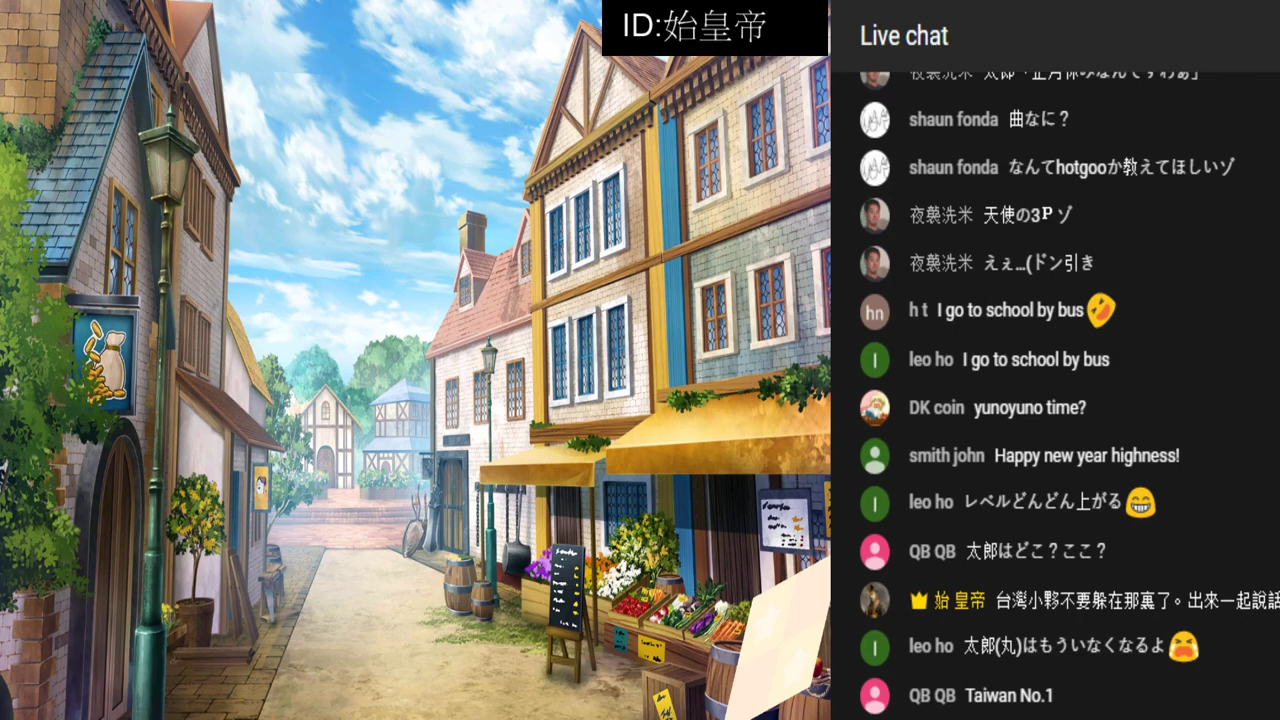 ID:始皇帝
Live chat
shaun fonda 曲なに？
shaun fonda なんてhotgooか教えてほしいゾ
夜襲洗米 天使の3P ゾ
夜襲洗米 えぇ...(ドン引き
hn h t I go to school by bus🤣
l leo ho I go to school by bus
DK coin yunoyuno time?
smith john Happy new year highness!
l leo ho レベルどんどん上がる😁
QB QB 太郎はどこ？ここ？
始 皇帝 台灣小夥不要躲在那裏了。出來一起說話
l leo ho 太郎(丸)はもういなくなるよ😫
QB QB Taiwan No.1